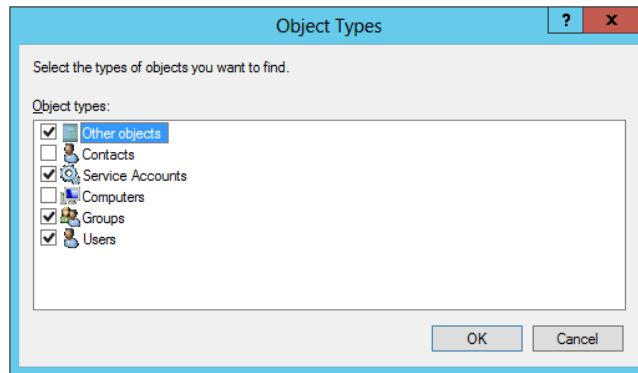 Object Types
?
x
Select the types of objects you want to find.
Object types:
Other objects
Contacts
Service Accounts
Computers
Groups
Users
OK
Cancel